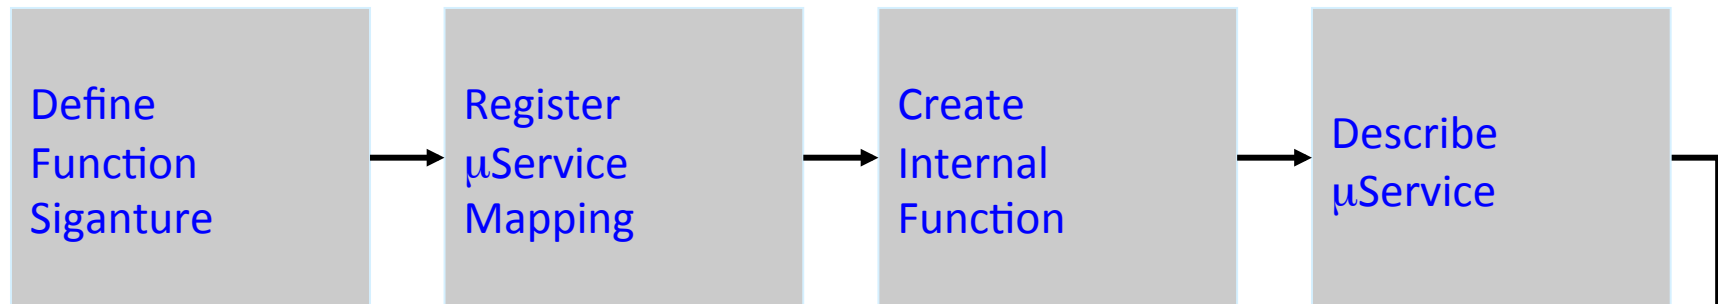 Define
Function
Siganture
Register
μService
Mapping
Create
Internal
Function
Describe
μService